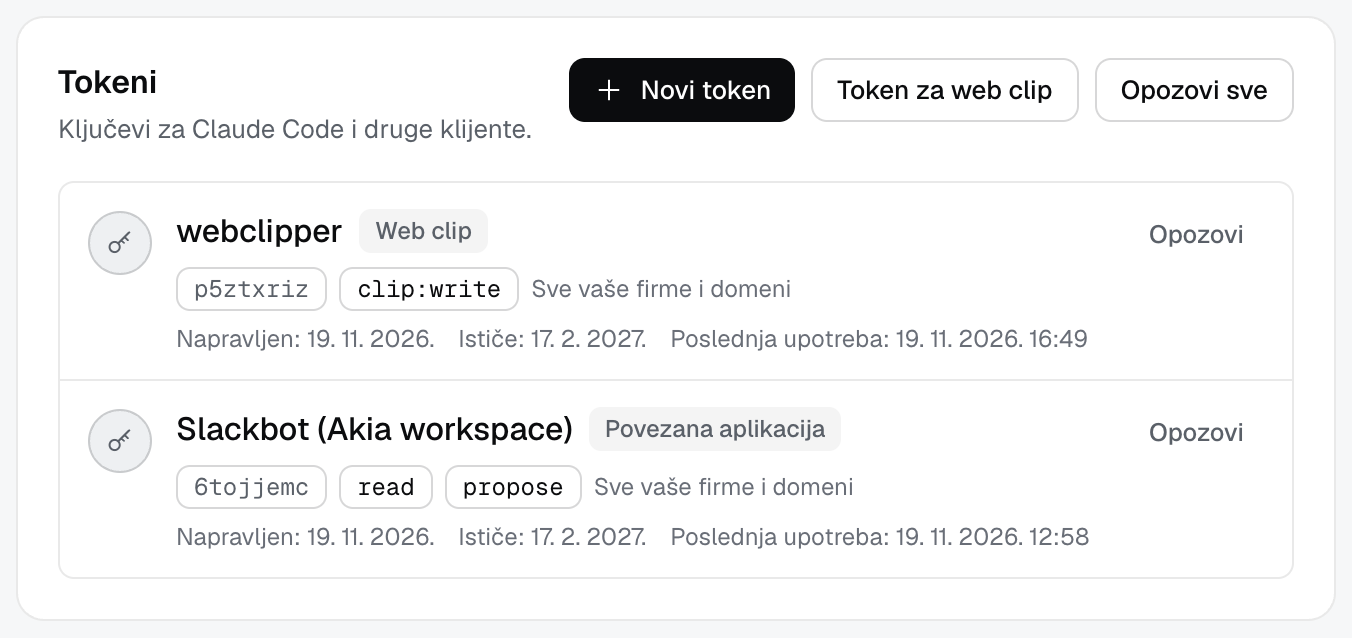 Tokeni
Ključevi za Claude Code i druge klijente.
+ Novi token
Token za web clip
Opozovi sve
webclipper Web clip
Opozovi
p5ztxriz clip:write Sve vaše firme i domeni
Napravljen: 19. 11. 2026. Ističe: 17. 2. 2027. Poslednja upotreba: 19. 11. 2026. 16:49
Slackbot (Akia workspace) Povezana aplikacija
Opozovi
6tojjemc read propose Sve vaše firme i domeni
Napravljen: 19. 11. 2026. Ističe: 17. 2. 2027. Poslednja upotreba: 19. 11. 2026. 12:58